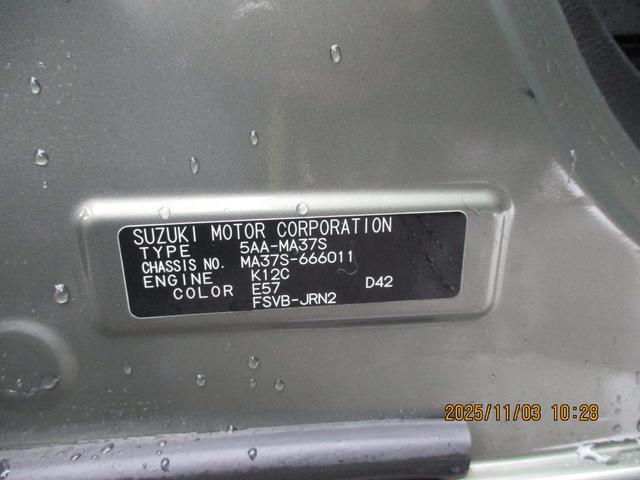 SUZUKI MOTOR CORPORATION
TYPE 5AA-MA37S
CHASSIS NO. MA37S-666011
ENGINE K12C
COLOR E57 D42
FSVB-JRN2
2025/11/03 10:28